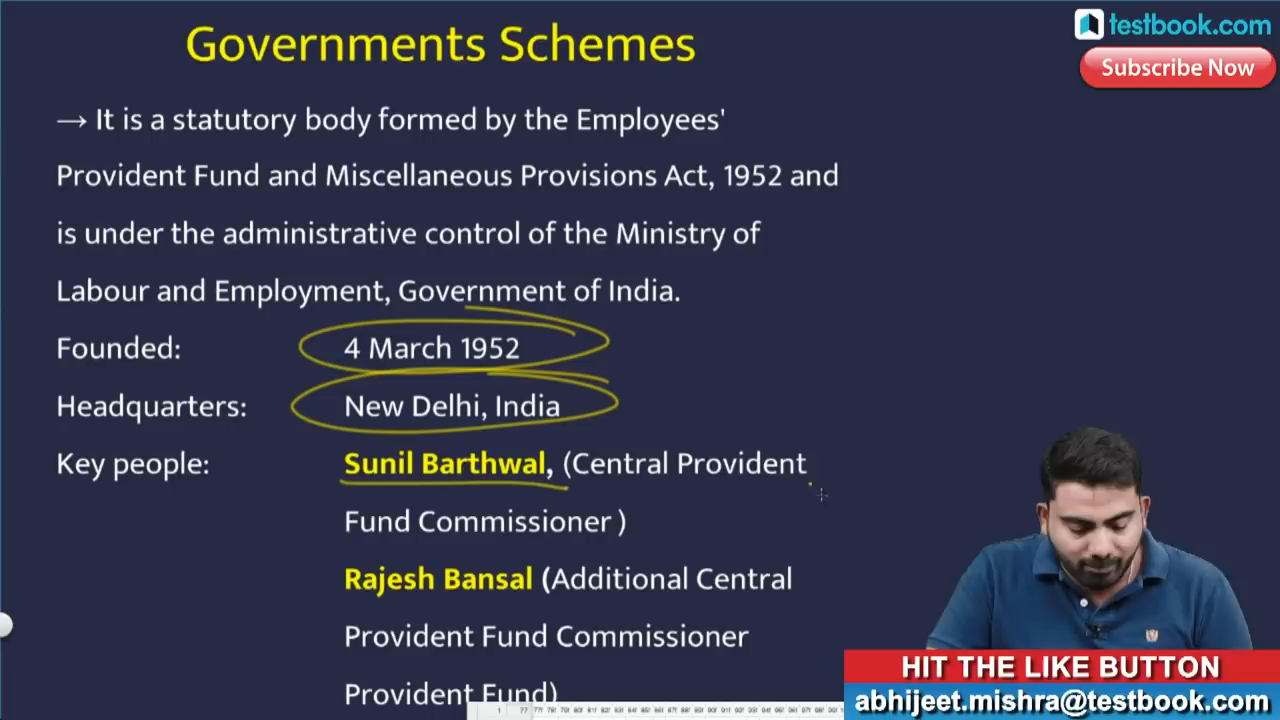 Governments Schemes
testbook.com
Subscribe Now
→ It is a statutory body formed by the Employees'
Provident Fund and Miscellaneous Provisions Act, 1952 and
is under the administrative control of the Ministry of
Labour and Employment, Government of India.
Founded: 4 March 1952
Headquarters: New Delhi, India
Key people: Sunil Barthwal, (Central Provident
Fund Commissioner )
Rajesh Bansal (Additional Central
Provident Fund Commissioner
Provident Fund)
HIT THE LIKE BUTTON
abhijeet.mishra@testbook.com